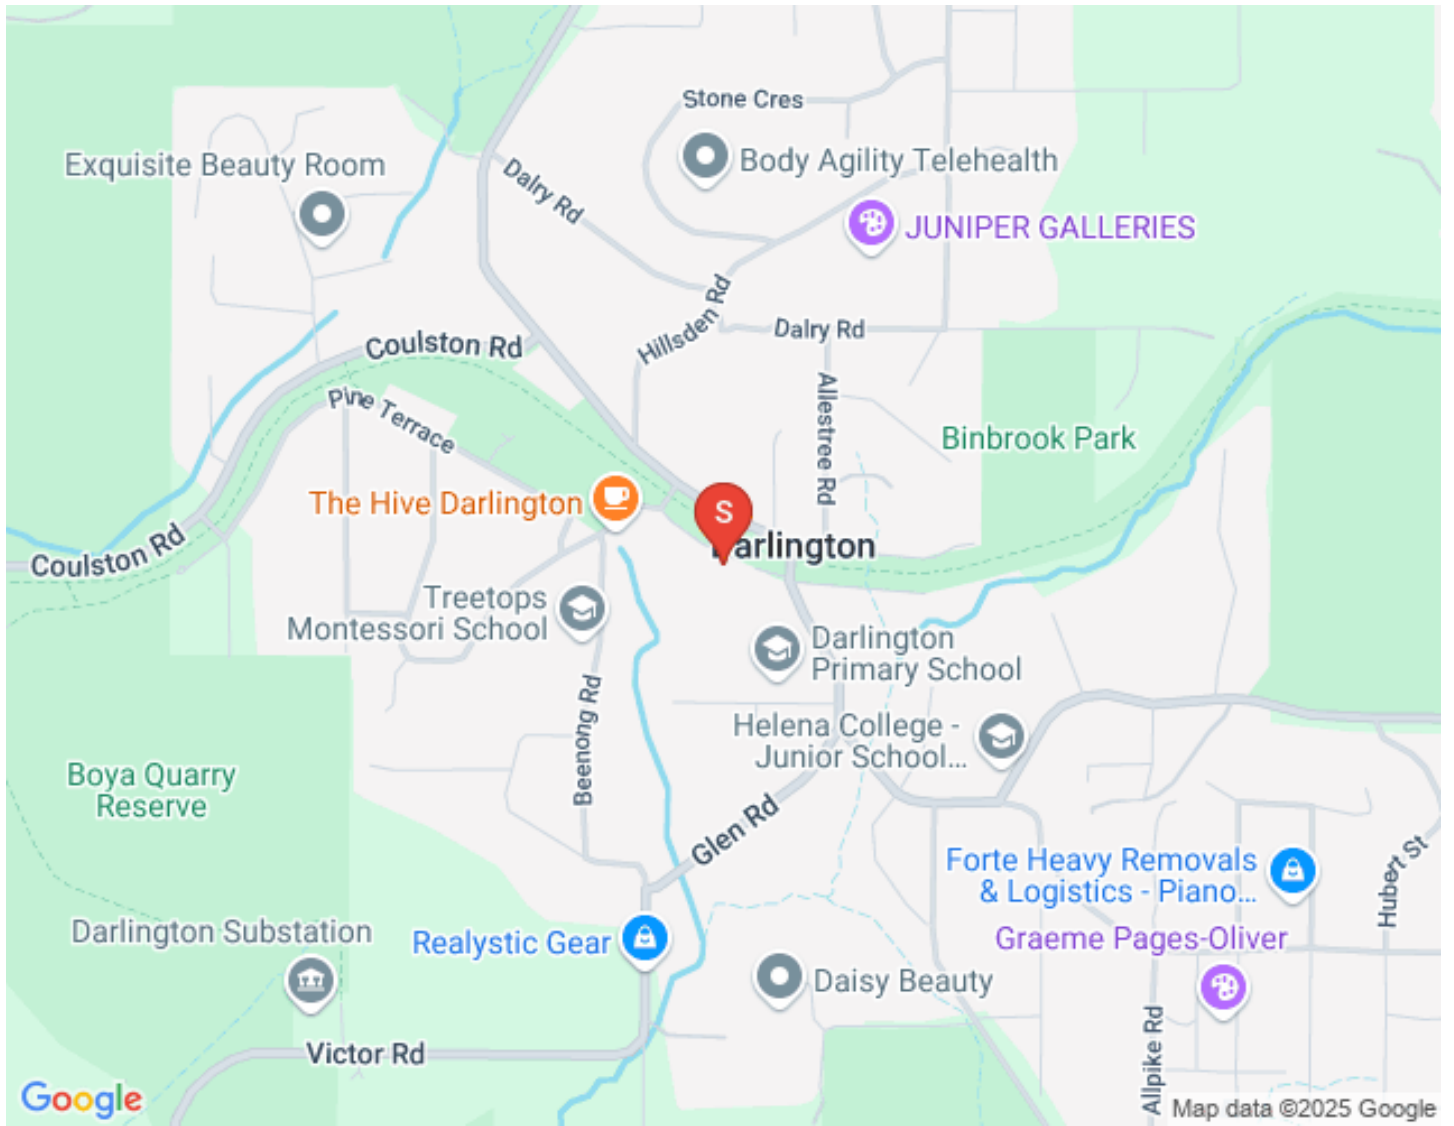 Stone Cres
Exquisite Beauty Room
Body Agility Telehealth
Dalry Rd
JUNIPER GALLERIES
Hillsden Rd
Dalry Rd
Coulston Rd
Pine Terrace
Allestree Rd
Binbrook Park
The Hive Darlington
S
Darlington
Coulston Rd
Treetops
Montessori School
Darlington
Primary School
Beenong Rd
Helena College -
Junior School...
Boya Quarry
Reserve
Glen Rd
Forte Heavy Removals
& Logistics - Piano...
Hubert St
Darlington Substation
Realystic Gear
Graeme Pages-Oliver
Daisy Beauty
Victor Rd
Allpike Rd
Google
Map data ©2025 Google